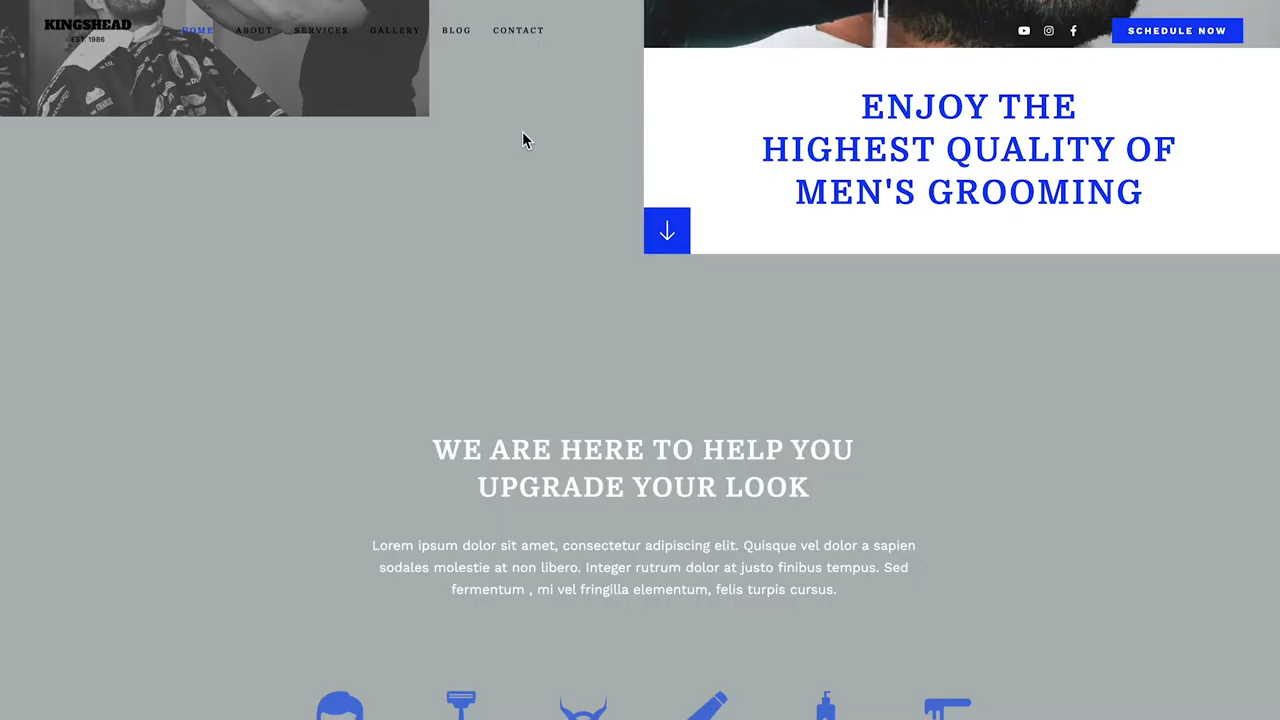 KINGSHEAD
EST. 1986
HOME ABOUT SERVICES GALLERY BLOG CONTACT
SCHEDULE NOW
ENJOY THE
HIGHEST QUALITY OF
MEN'S GROOMING
WE ARE HERE TO HELP YOU
UPGRADE YOUR LOOK
Lorem ipsum dolor sit amet, consectetur adipiscing elit. Quisque vel dolor a sapien
sodales molestie at non libero. Integer rutrum dolor at justo finibus tempus. Sed
fermentum , mi vel fringilla elementum, felis turpis cursus.